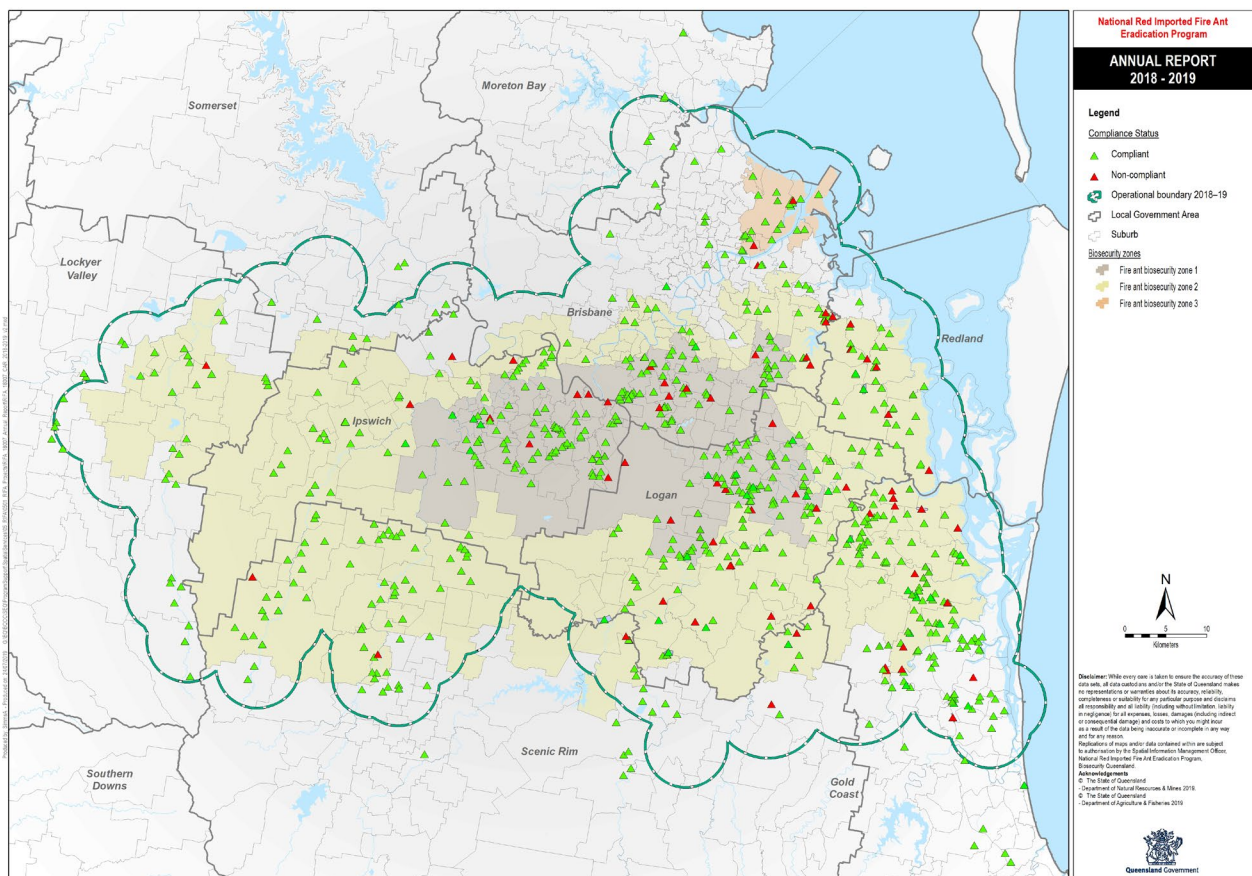 Somerset
Moreton Bay
Lockyer
Valley
Brisbane
Redland
Ipswich
Logan
Scenic Rim
Southern
Downs
Gold
Coast
National Red Imported Fire Ant
Eradication Program
ANNUAL REPORT
2018 - 2019
Legend
Compliance Status
Compliant
Non-compliant
Operational boundary 2018–19
Local Government Area
Suburb
Biosecurity zones
Fire ant biosecurity zone 1
Fire ant biosecurity zone 2
Fire ant biosecurity zone 3
N
0 5 10
Kilometers
Disclaimer: While every care is taken to ensure the accuracy of these
data sets, all data custodians and/or the State of Queensland makes
no representations or warranties about its accuracy, reliability,
completeness or suitability for any particular purpose and disclaims
all responsibility and all liability (including without limitation, liability
in negligence) for all expenses, losses, damages (including indirect
or consequential damage) and costs to which you might incur
as a result of the data being inaccurate or incomplete in any way
and for any reason.
Replications of maps and/or data contained within are subject
to authorisation by the Spatial Information Management Officer,
National Red Imported Fire Ant Eradication Program,
Biosecurity Queensland.
Acknowledgements
© The State of Queensland
- Department of Natural Resources & Mines 2018.
© The State of Queensland
- Department of Agriculture & Fisheries 2019
Queensland Government